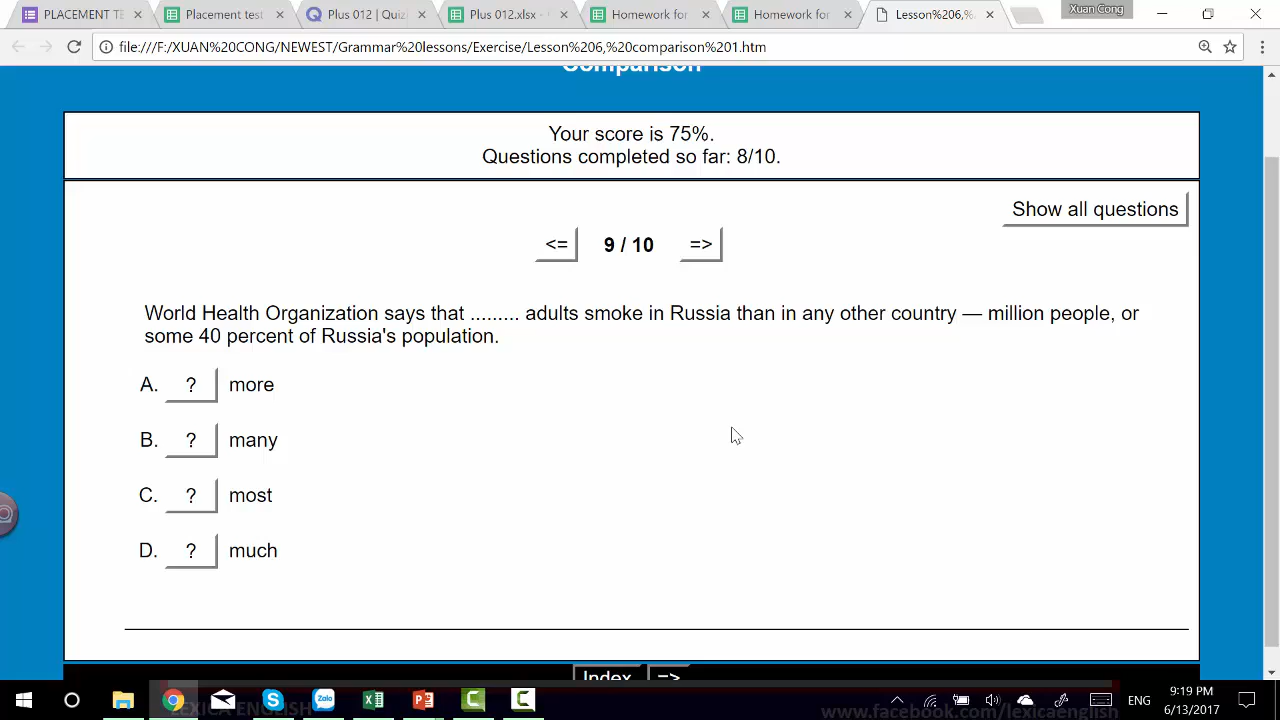 Xuan Cong
PLACEMENT TE
Placement test
Plus 012 (Quiz
Plus 012.xlsx -
Homework for
Homework for
Lesson%206,%
file:///F:/XUAN%20CONG/NEWEST/Grammar%20lessons/Exercise/Lesson%206,%20comparison%201.htm
Comparison
Your score is 75%.
Questions completed so far: 8/10.
Show all questions
<= 9 / 10 =>
World Health Organization says that ......... adults smoke in Russia than in any other country — million people, or
some 40 percent of Russia's population.
A. ? more
B. ? many
C. ? most
D. ? much
Index =>
Zalo
ENG
9:19 PM
6/13/2017
LEXICA ENGLISH
www.facebook.com/lexicaenglish